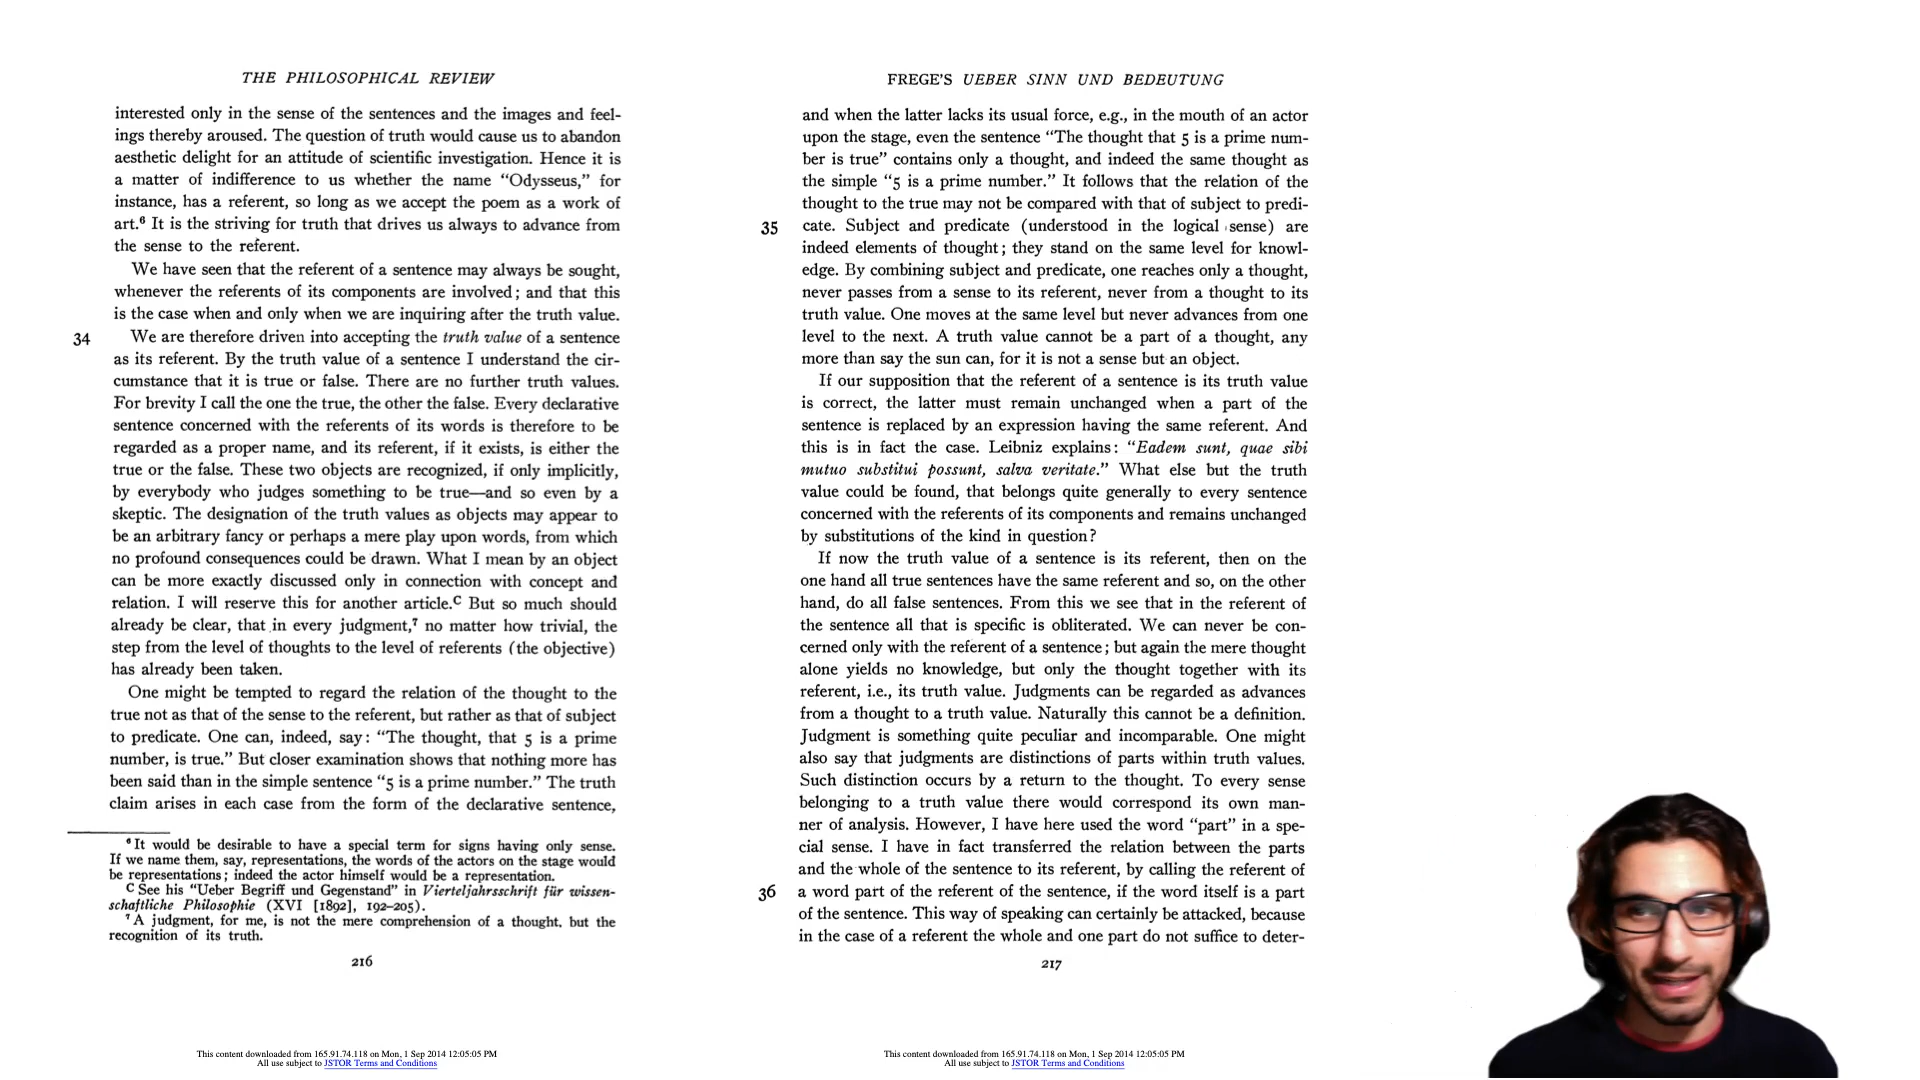 THE PHILOSOPHICAL REVIEW
interested only in the sense of the sentences and the images and feel-
ings thereby aroused. The question of truth would cause us to abandon
aesthetic delight for an attitude of scientific investigation. Hence it is
a matter of indifference to us whether the name “Odysseus,” for
instance, has a referent, so long as we accept the poem as a work of
art.⁶ It is the striving for truth that drives us always to advance from
the sense to the referent.
We have seen that the referent of a sentence may always be sought,
whenever the referents of its components are involved; and that this
is the case when and only when we are inquiring after the truth value.
34 We are therefore driven into accepting the truth value of a sentence
as its referent. By the truth value of a sentence I understand the cir-
cumstance that it is true or false. There are no further truth values.
For brevity I call the one the true, the other the false. Every declarative
sentence concerned with the referents of its words is therefore to be
regarded as a proper name, and its referent, if it exists, is either the
true or the false. These two objects are recognized, if only implicitly,
by everybody who judges something to be true—and so even by a
skeptic. The designation of the truth values as objects may appear to
be an arbitrary fancy or perhaps a mere play upon words, from which
no profound consequences could be drawn. What I mean by an object
can be more exactly discussed only in connection with concept and
relation. I will reserve this for another article.ᶜ But so much should
already be clear, that in every judgment,⁷ no matter how trivial, the
step from the level of thoughts to the level of referents (the objective)
has already been taken.
One might be tempted to regard the relation of the thought to the
true not as that of the sense to the referent, but rather as that of subject
to predicate. One can, indeed, say: “The thought, that 5 is a prime
number, is true.” But closer examination shows that nothing more has
been said than in the simple sentence “5 is a prime number.” The truth
claim arises in each case from the form of the declarative sentence,
⁶ It would be desirable to have a special term for signs having only sense.
If we name them, say, representations, the words of the actors on the stage would
be representations; indeed the actor himself would be a representation.
ᶜ See his “Ueber Begriff und Gegenstand” in Vierteljahrsschrift für wissen-
schaftliche Philosophie (XVI [1892], 192–205).
⁷ A judgment, for me, is not the mere comprehension of a thought, but the
recognition of its truth.
216
This content downloaded from 165.91.74.118 on Mon, 1 Sep 2014 12:05:05 PM
All use subject to JSTOR Terms and Conditions
FREGE'S UEBER SINN UND BEDEUTUNG
and when the latter lacks its usual force, e.g., in the mouth of an actor
upon the stage, even the sentence “The thought that 5 is a prime num-
ber is true” contains only a thought, and indeed the same thought as
the simple “5 is a prime number.” It follows that the relation of the
thought to the true may not be compared with that of subject to predi-
35 cate. Subject and predicate (understood in the logical sense) are
indeed elements of thought; they stand on the same level for knowl-
edge. By combining subject and predicate, one reaches only a thought,
never passes from a sense to its referent, never from a thought to its
truth value. One moves at the same level but never advances from one
level to the next. A truth value cannot be a part of a thought, any
more than say the sun can, for it is not a sense but an object.
If our supposition that the referent of a sentence is its truth value
is correct, the latter must remain unchanged when a part of the
sentence is replaced by an expression having the same referent. And
this is in fact the case. Leibniz explains: “Eadem sunt, quae sibi
mutuo substitui possunt, salva veritate.” What else but the truth
value could be found, that belongs quite generally to every sentence
concerned with the referents of its components and remains unchanged
by substitutions of the kind in question?
If now the truth value of a sentence is its referent, then on the
one hand all true sentences have the same referent and so, on the other
hand, do all false sentences. From this we see that in the referent of
the sentence all that is specific is obliterated. We can never be con-
cerned only with the referent of a sentence; but again the mere thought
alone yields no knowledge, but only the thought together with its
referent, i.e., its truth value. Judgments can be regarded as advances
from a thought to a truth value. Naturally this cannot be a definition.
Judgment is something quite peculiar and incomparable. One might
also say that judgments are distinctions of parts within truth values.
Such distinction occurs by a return to the thought. To every sense
belonging to a truth value there would correspond its own man-
ner of analysis. However, I have here used the word “part” in a spe-
cial sense. I have in fact transferred the relation between the parts
and the whole of the sentence to its referent, by calling the referent of
36 a word part of the referent of the sentence, if the word itself is a part
of the sentence. This way of speaking can certainly be attacked, because
in the case of a referent the whole and one part do not suffice to deter-
217
This content downloaded from 165.91.74.118 on Mon, 1 Sep 2014 12:05:05 PM
All use subject to JSTOR Terms and Conditions